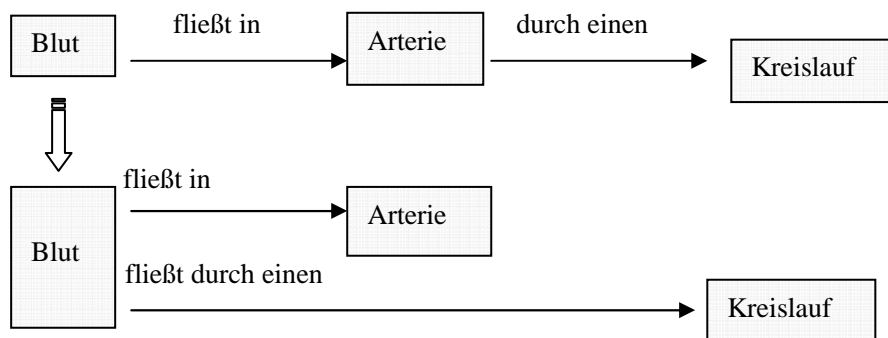 Blut fließt in Arterie durch einen Kreislauf
fließt in
Blut Arterie
fließt durch einen
Kreislauf